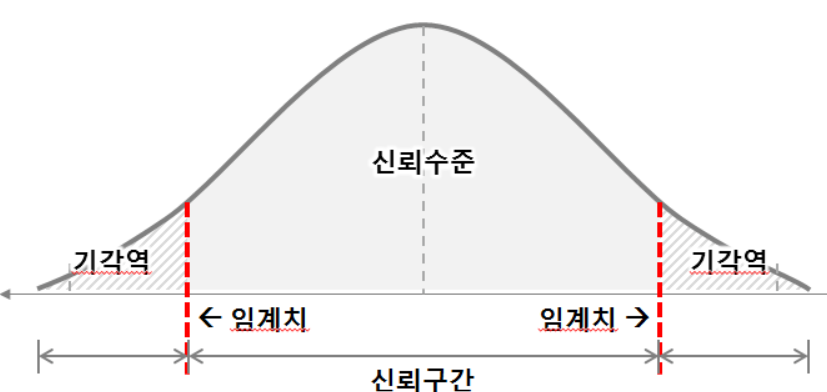 신뢰수준
기각역
기각역
← 임계치
임계치 →
신뢰구간